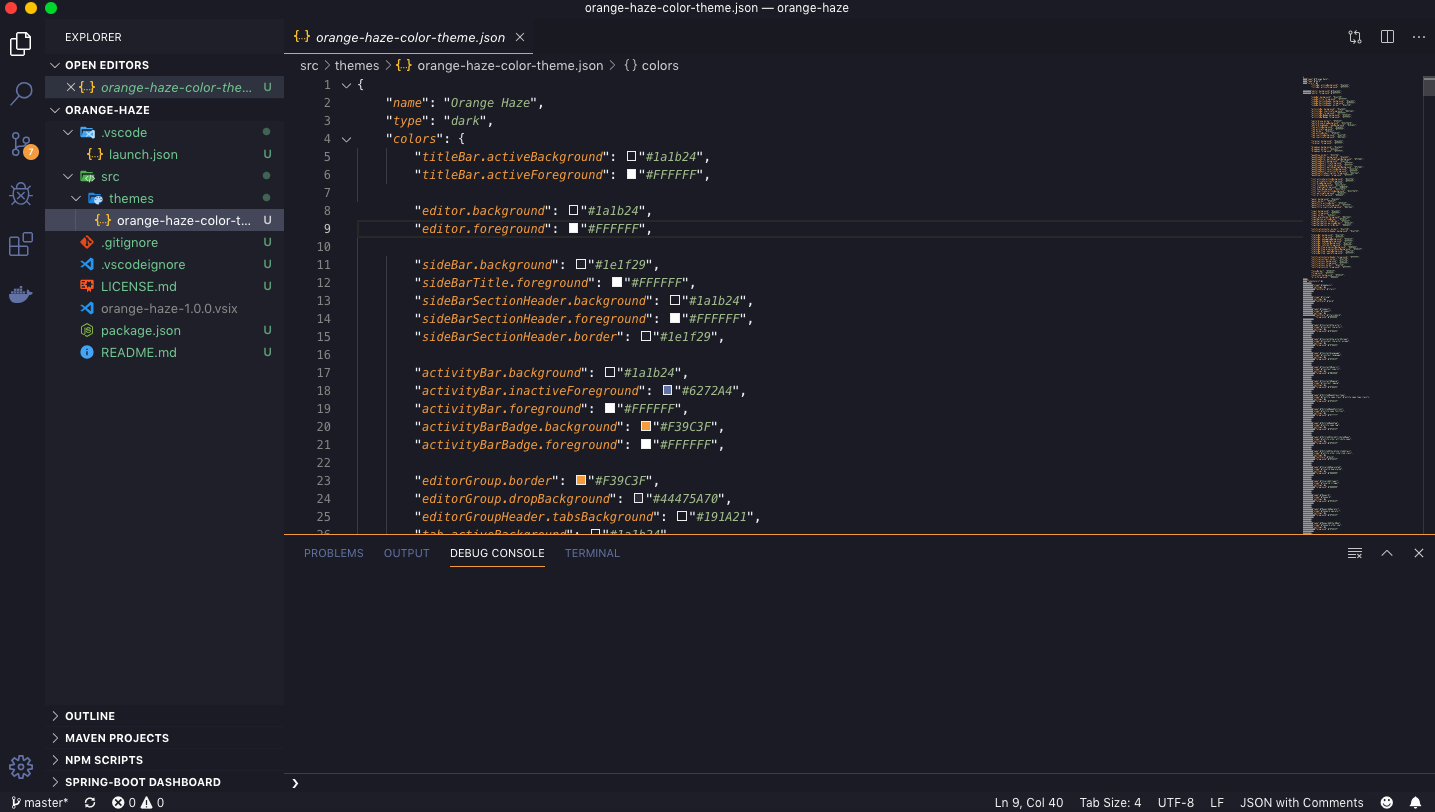 orange-haze-color-theme.json — orange-haze
EXPLORER
OPEN EDITORS
orange-haze-color-the... U
ORANGE-HAZE
.vscode
launch.json U
src
themes
orange-haze-color-t... U
.gitignore U
.vscodeignore U
LICENSE.md U
orange-haze-1.0.0.vsix
package.json U
README.md U
7
OUTLINE
MAVEN PROJECTS
NPM SCRIPTS
SPRING-BOOT DASHBOARD
{..} orange-haze-color-theme.json
src > themes > {..} orange-haze-color-theme.json > {} colors
1 {
2 "name": "Orange Haze",
3 "type": "dark",
4 "colors": {
5 "titleBar.activeBackground": "#1a1b24",
6 "titleBar.activeForeground": "#FFFFFF",
7
8 "editor.background": "#1a1b24",
9 "editor.foreground": "#FFFFFF",
10
11 "sideBar.background": "#1e1f29",
12 "sideBarTitle.foreground": "#FFFFFF",
13 "sideBarSectionHeader.background": "#1a1b24",
14 "sideBarSectionHeader.foreground": "#FFFFFF",
15 "sideBarSectionHeader.border": "#1e1f29",
16
17 "activityBar.background": "#1a1b24",
18 "activityBar.inactiveForeground": "#6272A4",
19 "activityBar.foreground": "#FFFFFF",
20 "activityBarBadge.background": "#F39C3F",
21 "activityBarBadge.foreground": "#FFFFFF",
22
23 "editorGroup.border": "#F39C3F",
24 "editorGroup.dropBackground": "#44475A70",
25 "editorGroupHeader.tabsBackground": "#191A21",
26 "tab.activeBackground": "#1a1b24",
PROBLEMS OUTPUT DEBUG CONSOLE TERMINAL
master* 0 0 Ln 9, Col 40 Tab Size: 4 UTF-8 LF JSON with Comments